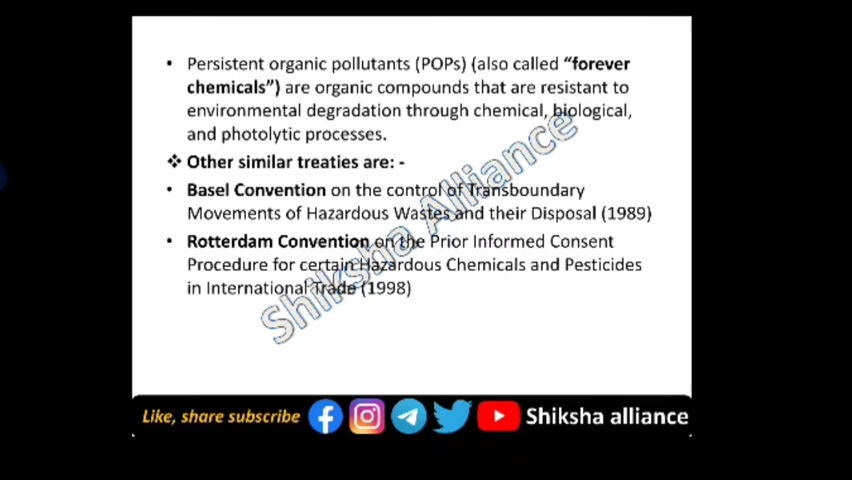 • Persistent organic pollutants (POPs) (also called “forever
chemicals”) are organic compounds that are resistant to
environmental degradation through chemical, biological,
and photolytic processes.
❖ Other similar treaties are: -
• Basel Convention on the control of Transboundary
Movements of Hazardous Wastes and their Disposal (1989)
• Rotterdam Convention on the Prior Informed Consent
Procedure for certain Hazardous Chemicals and Pesticides
in International Trade (1998)
Shiksha Alliance
Like, share subscribe Shiksha alliance